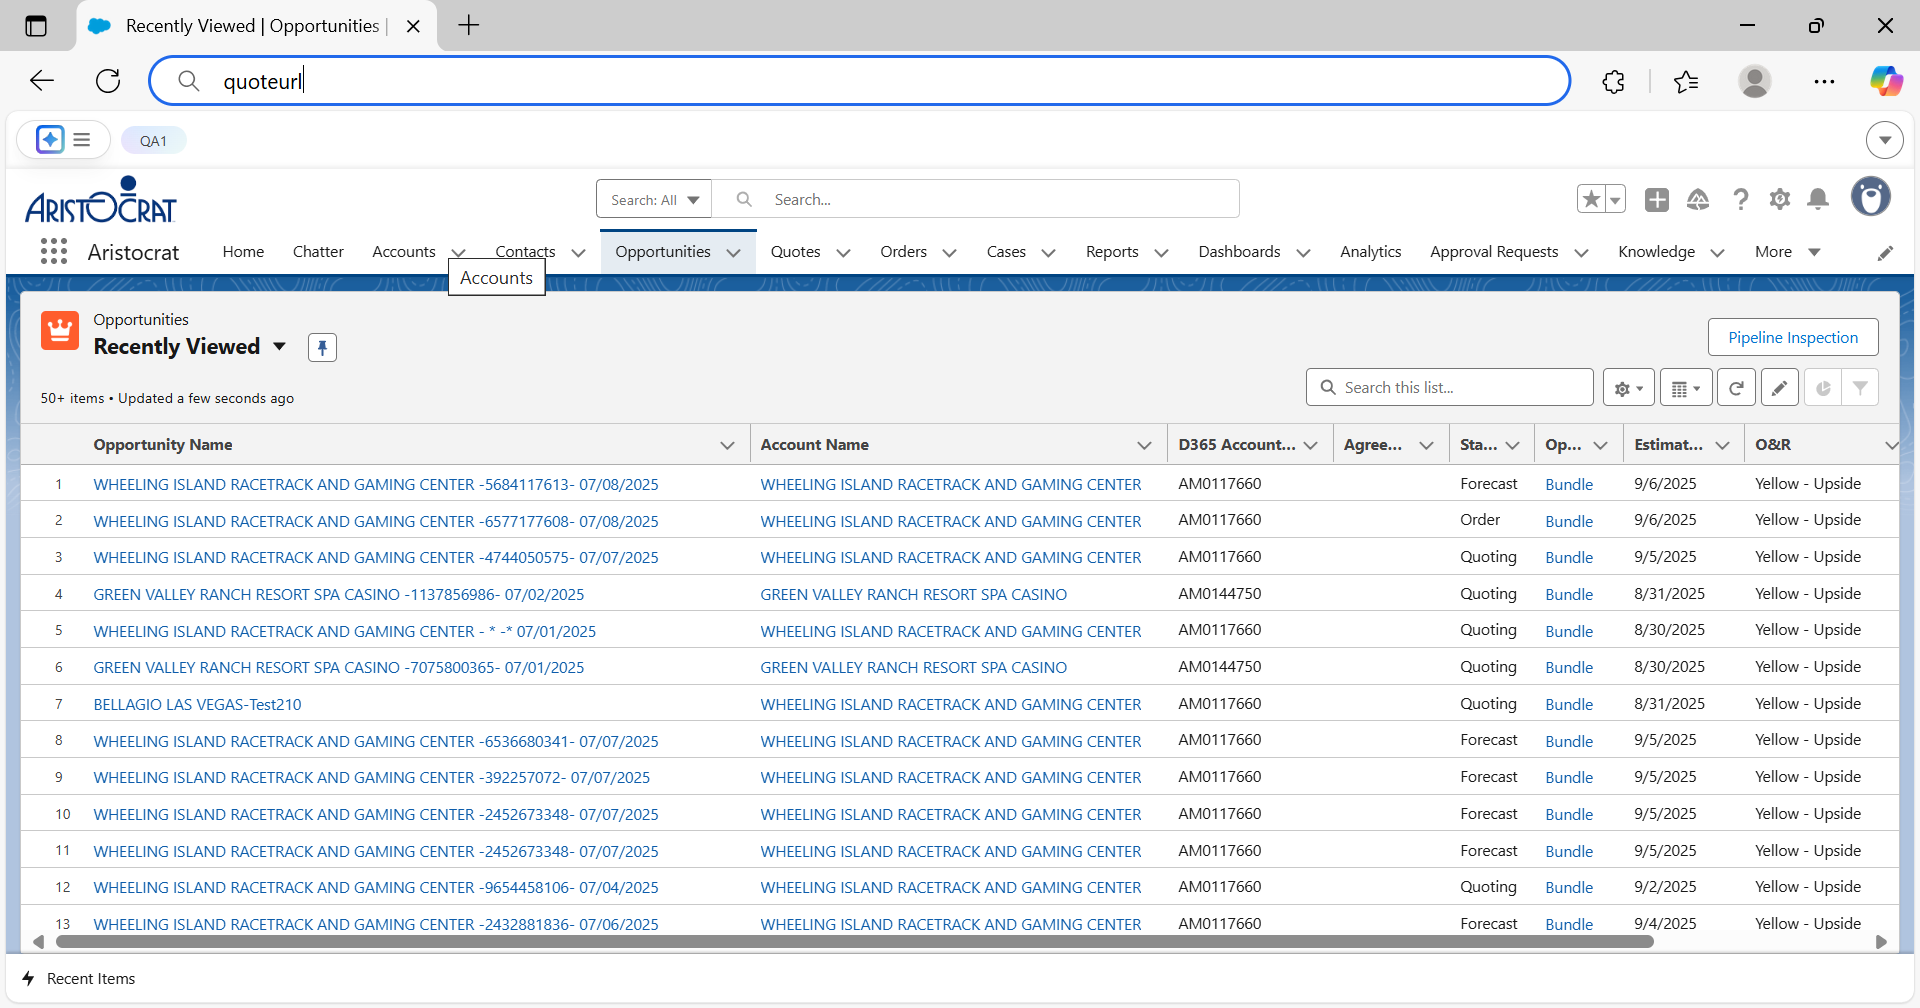 Recently Viewed | Opportunities |
quoteurl
QA1
ARISTOCRAT
Search: All
Search...
Aristocrat
Home
Chatter
Accounts
Contacts
Opportunities
Quotes
Orders
Cases
Reports
Dashboards
Analytics
Approval Requests
Knowledge
More
Accounts
Opportunities
Recently Viewed
Pipeline Inspection
50+ items • Updated a few seconds ago
Search this list...
Opportunity Name Account Name D365 Account... Agree... Sta... Op... Estimat... O&R
1 WHEELING ISLAND RACETRACK AND GAMING CENTER -5684117613- 07/08/2025 WHEELING ISLAND RACETRACK AND GAMING CENTER AM0117660 Forecast Bundle 9/6/2025 Yellow - Upside
2 WHEELING ISLAND RACETRACK AND GAMING CENTER -6577177608- 07/08/2025 WHEELING ISLAND RACETRACK AND GAMING CENTER AM0117660 Order Bundle 9/6/2025 Yellow - Upside
3 WHEELING ISLAND RACETRACK AND GAMING CENTER -4744050575- 07/07/2025 WHEELING ISLAND RACETRACK AND GAMING CENTER AM0117660 Quoting Bundle 9/5/2025 Yellow - Upside
4 GREEN VALLEY RANCH RESORT SPA CASINO -1137856986- 07/02/2025 GREEN VALLEY RANCH RESORT SPA CASINO AM0144750 Quoting Bundle 8/31/2025 Yellow - Upside
5 WHEELING ISLAND RACETRACK AND GAMING CENTER - * -* 07/01/2025 WHEELING ISLAND RACETRACK AND GAMING CENTER AM0117660 Quoting Bundle 8/30/2025 Yellow - Upside
6 GREEN VALLEY RANCH RESORT SPA CASINO -7075800365- 07/01/2025 GREEN VALLEY RANCH RESORT SPA CASINO AM0144750 Quoting Bundle 8/30/2025 Yellow - Upside
7 BELLAGIO LAS VEGAS-Test210 WHEELING ISLAND RACETRACK AND GAMING CENTER AM0117660 Quoting Bundle 8/31/2025 Yellow - Upside
8 WHEELING ISLAND RACETRACK AND GAMING CENTER -6536680341- 07/07/2025 WHEELING ISLAND RACETRACK AND GAMING CENTER AM0117660 Forecast Bundle 9/5/2025 Yellow - Upside
9 WHEELING ISLAND RACETRACK AND GAMING CENTER -392257072- 07/07/2025 WHEELING ISLAND RACETRACK AND GAMING CENTER AM0117660 Forecast Bundle 9/5/2025 Yellow - Upside
10 WHEELING ISLAND RACETRACK AND GAMING CENTER -2452673348- 07/07/2025 WHEELING ISLAND RACETRACK AND GAMING CENTER AM0117660 Forecast Bundle 9/5/2025 Yellow - Upside
11 WHEELING ISLAND RACETRACK AND GAMING CENTER -2452673348- 07/07/2025 WHEELING ISLAND RACETRACK AND GAMING CENTER AM0117660 Forecast Bundle 9/5/2025 Yellow - Upside
12 WHEELING ISLAND RACETRACK AND GAMING CENTER -9654458106- 07/04/2025 WHEELING ISLAND RACETRACK AND GAMING CENTER AM0117660 Quoting Bundle 9/2/2025 Yellow - Upside
13 WHEELING ISLAND RACETRACK AND GAMING CENTER -2432881836- 07/06/2025 WHEELING ISLAND RACETRACK AND GAMING CENTER AM0117660 Forecast Bundle 9/4/2025 Yellow - Upside
Recent Items